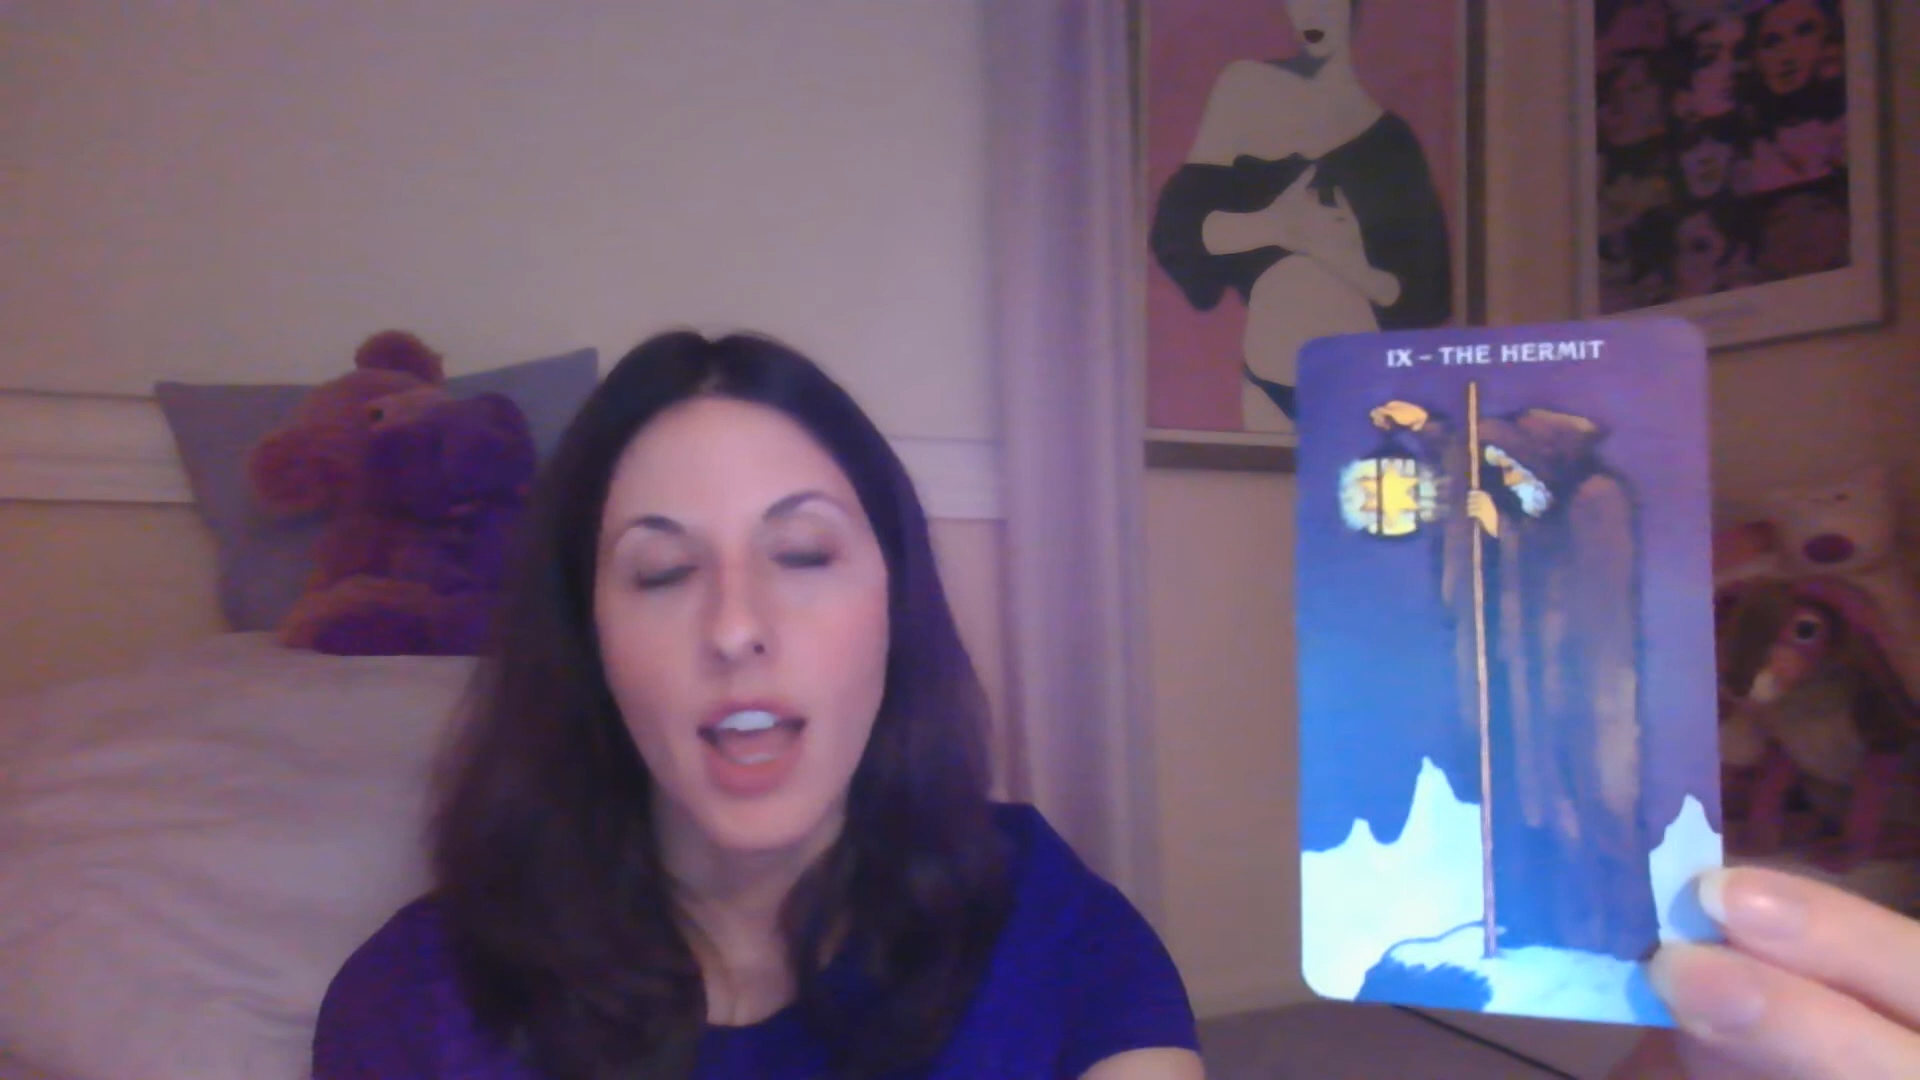 IX – THE HERMIT